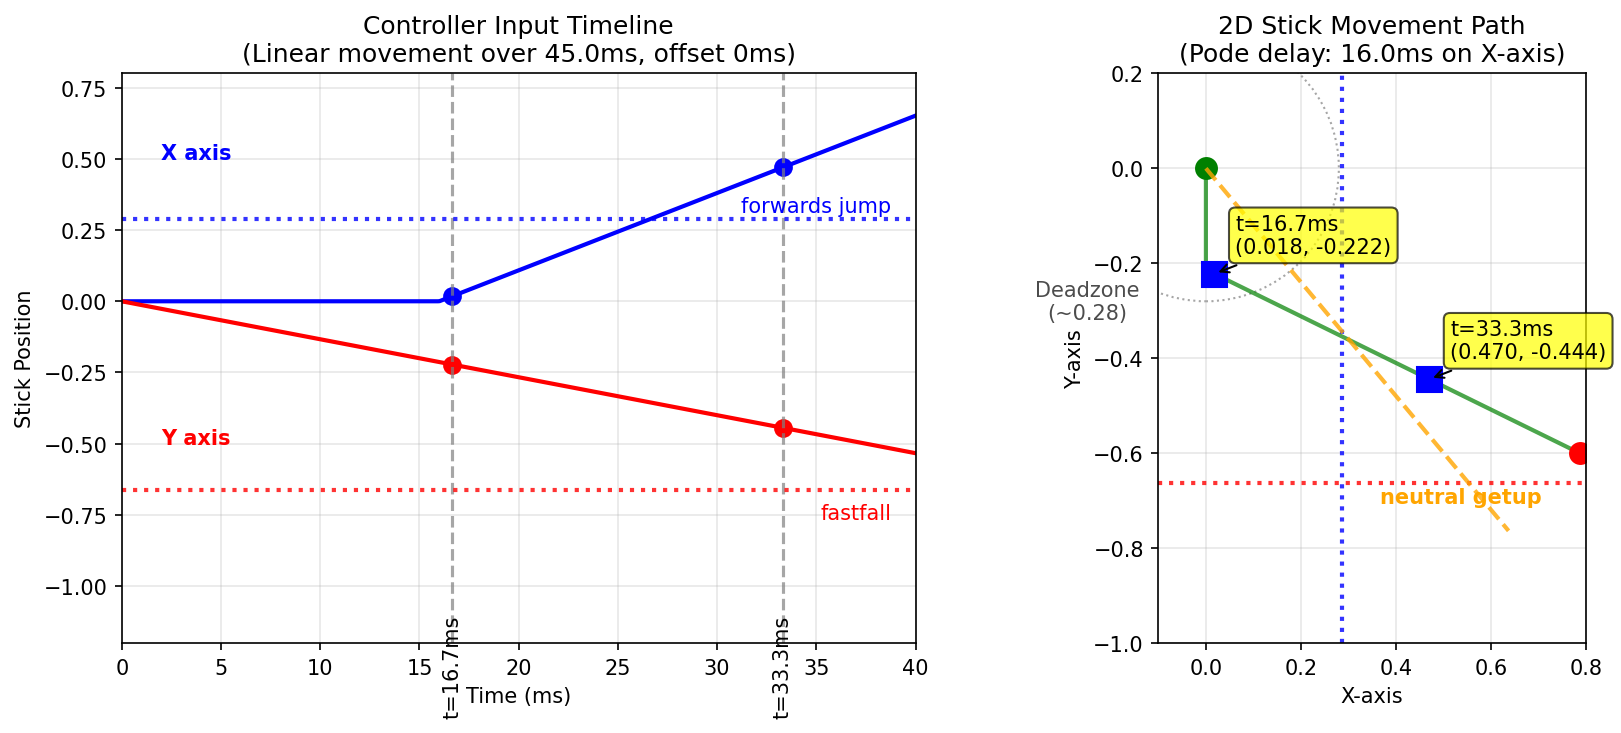 Controller Input Timeline
(Linear movement over 45.0ms, offset 0ms)
0.75
0.50
0.25
0.00
−0.25
−0.50
−0.75
−1.00
Stick Position
X axis
forwards jump
Y axis
fastfall
0 5 10 15 20 25 30 35 40
t=16.7ms
t=33.3ms
Time (ms)
2D Stick Movement Path
(Pode delay: 16.0ms on X-axis)
0.2
0.0
−0.2
−0.4
−0.6
−0.8
−1.0
Y-axis
Deadzone
(~0.28)
t=16.7ms
(0.018, -0.222)
t=33.3ms
(0.470, -0.444)
neutral getup
0.0 0.2 0.4 0.6 0.8
X-axis